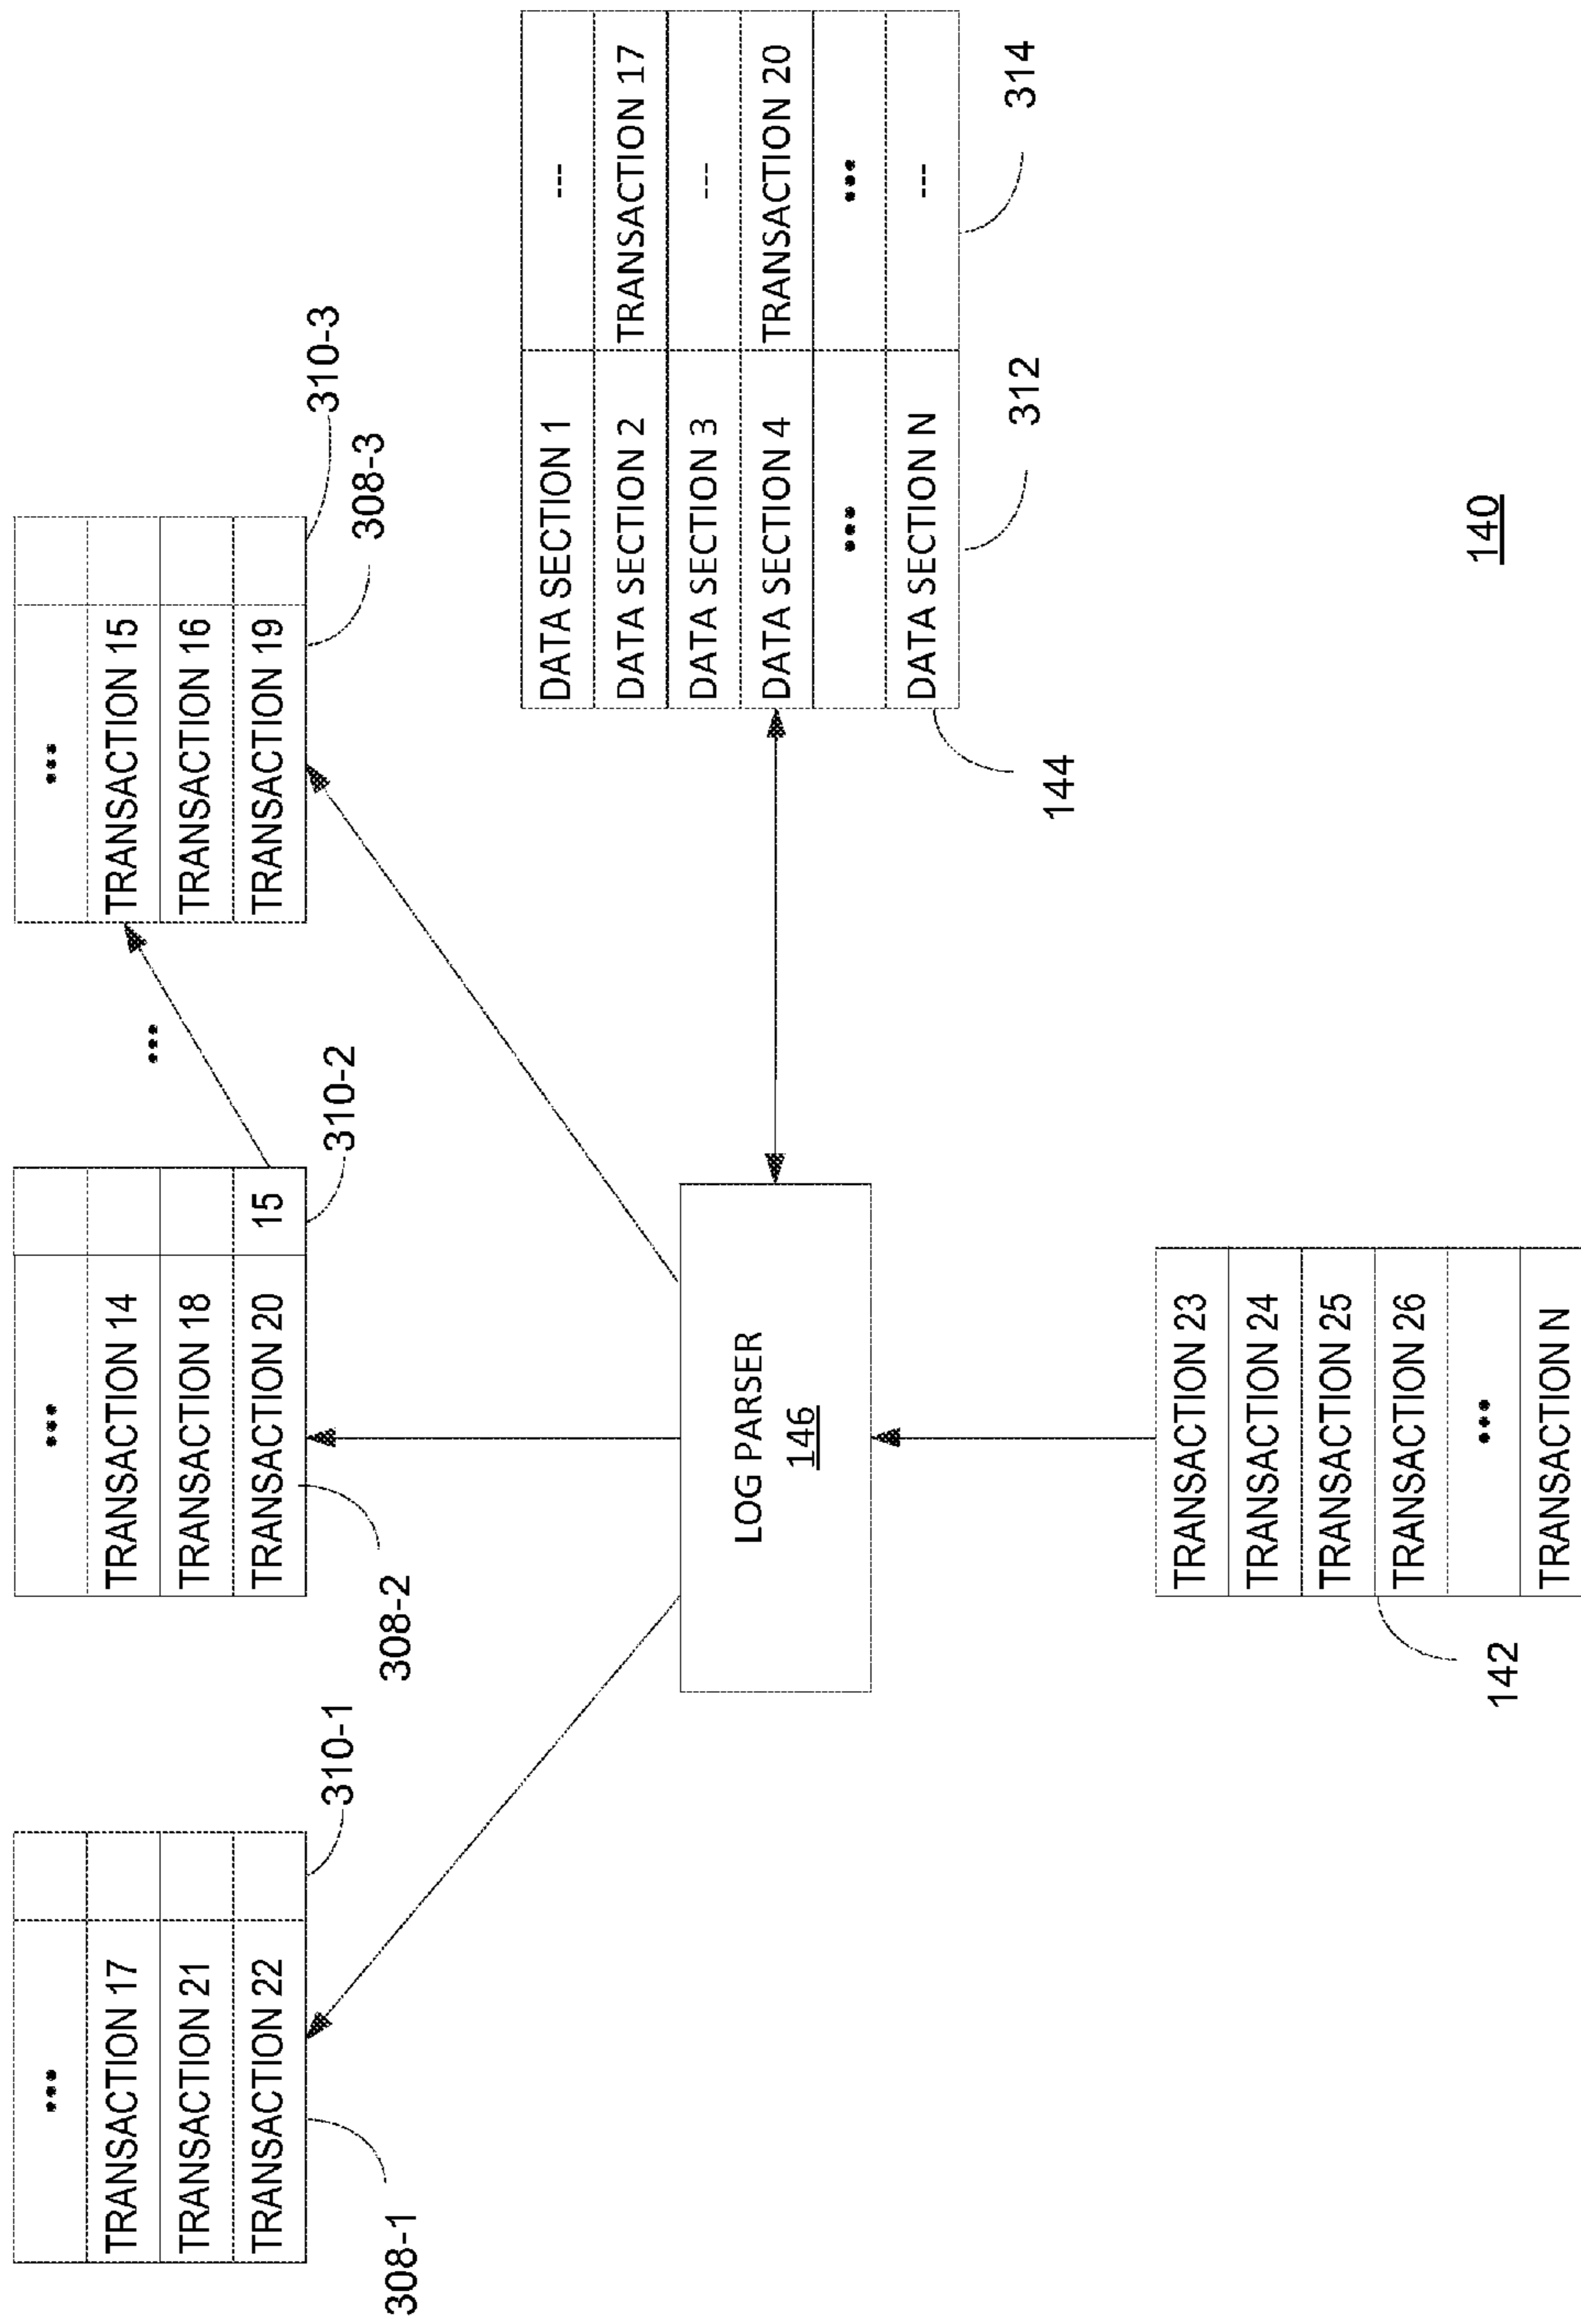 •••
TRANSACTION 17
TRANSACTION 21
TRANSACTION 22
308-1
310-1
•••
TRANSACTION 14
TRANSACTION 18
TRANSACTION 20 15
308-2
310-2
•••
•••
TRANSACTION 15
TRANSACTION 16
TRANSACTION 19
308-3
310-3
LOG PARSER
146
DATA SECTION 1 ---
DATA SECTION 2 TRANSACTION 17
DATA SECTION 3 ---
DATA SECTION 4 TRANSACTION 20
••• •••
DATA SECTION N ---
144
312
314
TRANSACTION 23
TRANSACTION 24
TRANSACTION 25
TRANSACTION 26
•••
TRANSACTION N
142
140